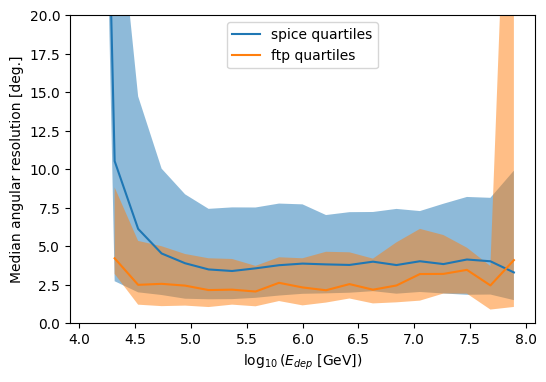 20.0
17.5
15.0
12.5
10.0
7.5
5.0
2.5
0.0
Median angular resolution [deg.]
spice quartiles
ftp quartiles
4.0 4.5 5.0 5.5 6.0 6.5 7.0 7.5 8.0
log₁₀(E_dep [GeV])